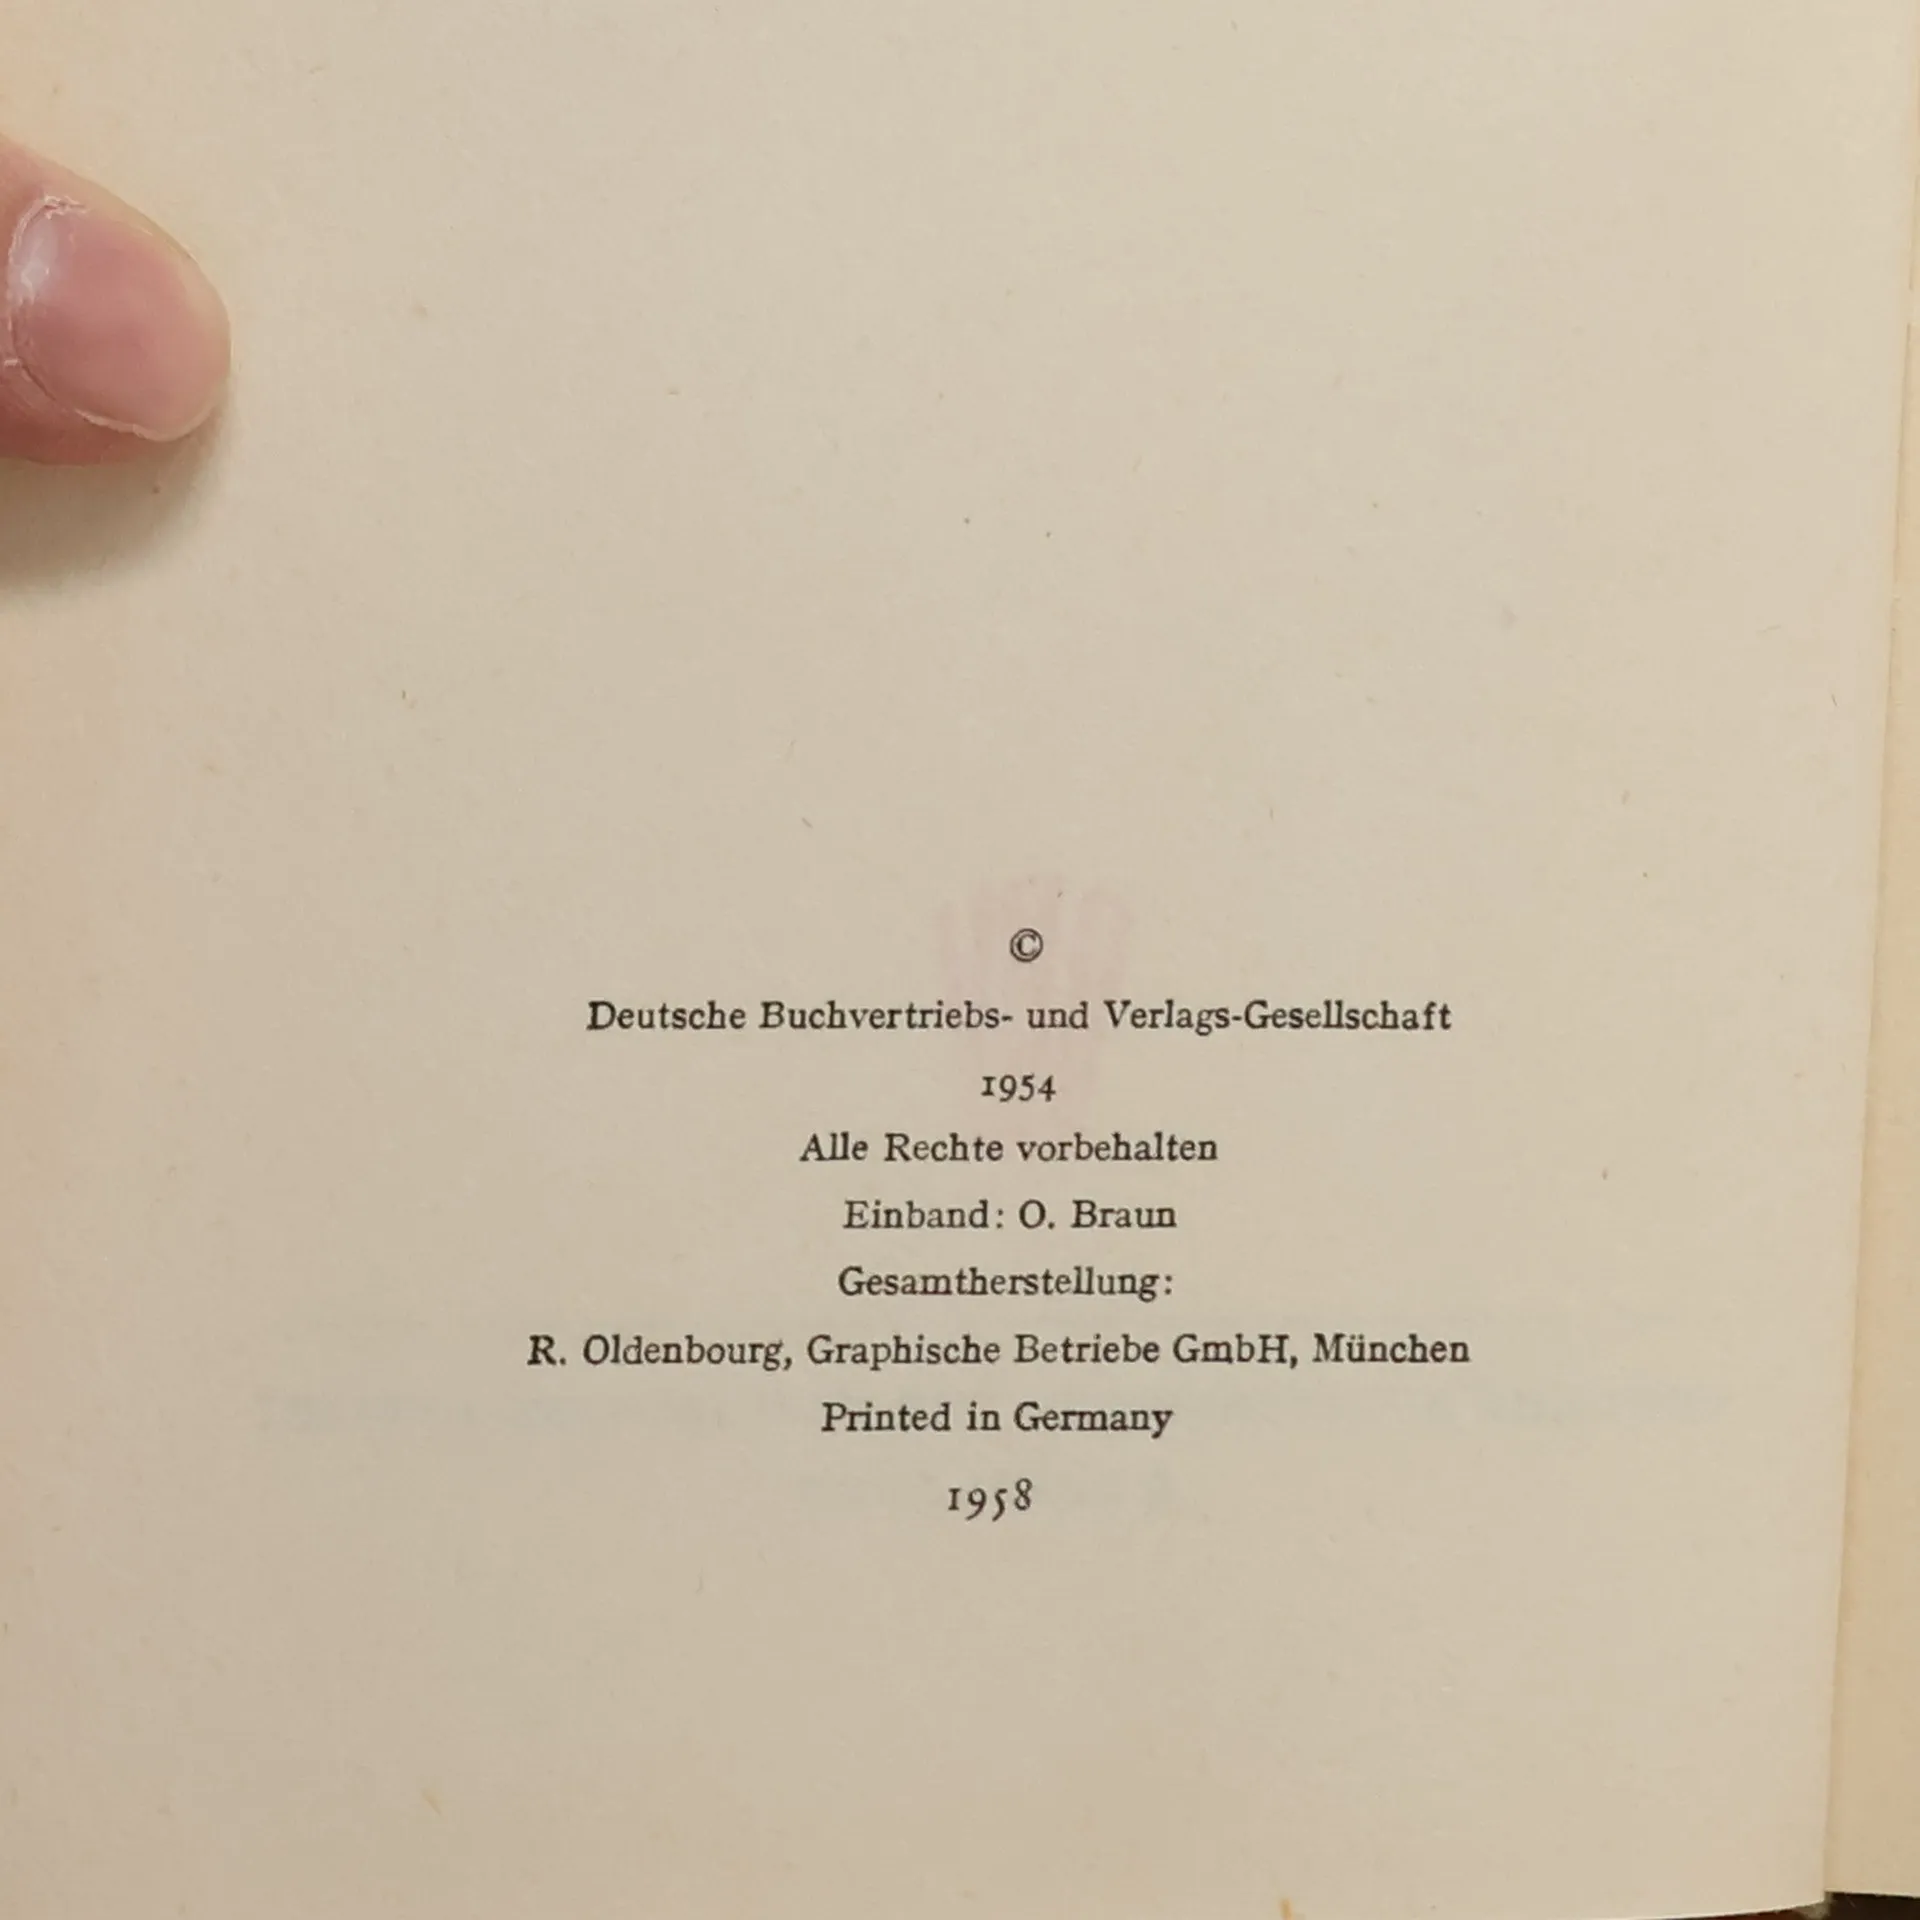 ©
Deutsche Buchvertriebs- und Verlags-Gesellschaft
1954
Alle Rechte vorbehalten
Einband: O. Braun
Gesamtherstellung:
R. Oldenbourg, Graphische Betriebe GmbH, München
Printed in Germany
1958